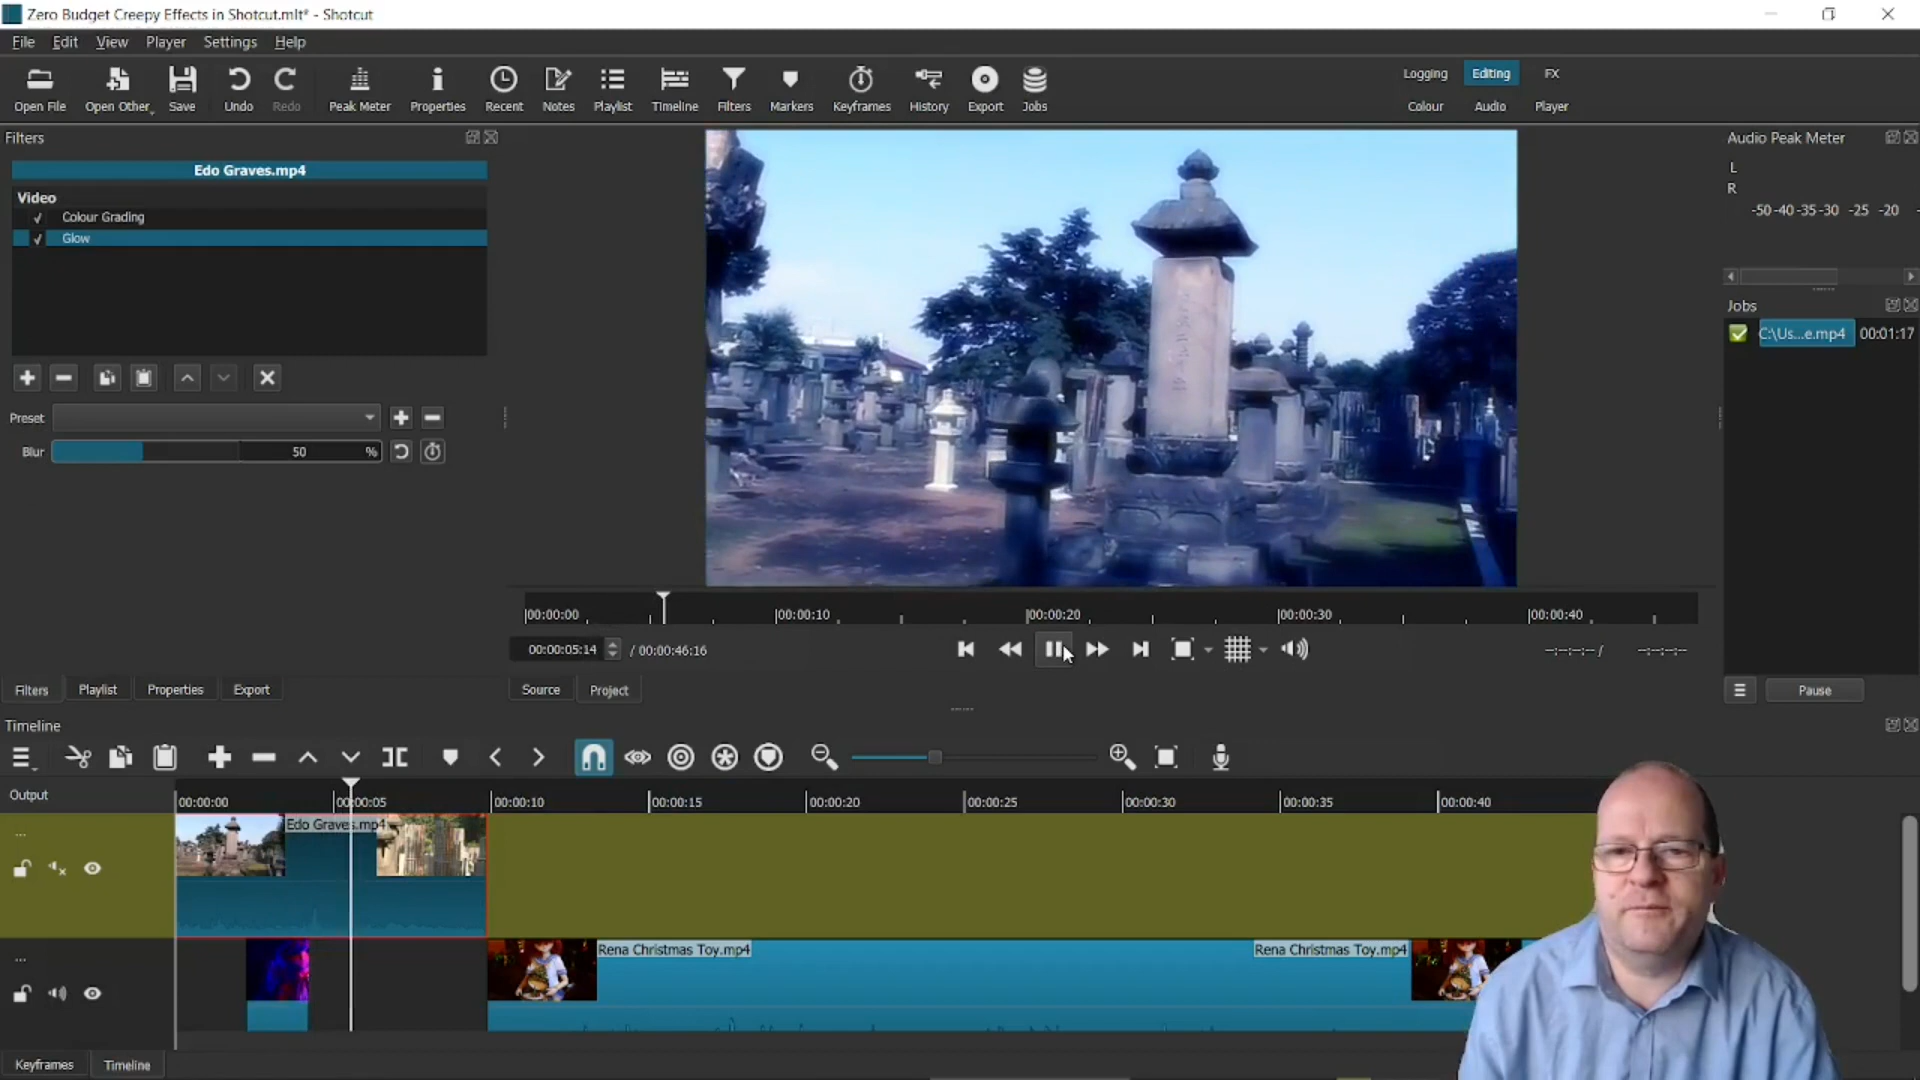 Zero Budget Creepy Effects in Shotcut.mlt* - Shotcut
File Edit View Player Settings Help
Open File Open Other Save Undo Redo Peak Meter Properties Recent Notes Playlist Timeline Filters Markers Keyframes History Export Jobs
Logging Editing FX
Colour Audio Player
Filters
Edo Graves.mp4
Video
Colour Grading
Glow
Preset
Blur 50 %
Audio Peak Meter
L
R
-50 -40 -35 -30 -25 -20
Jobs
C:\Us...e.mp4 00:01:17
00:00:00 00:00:10 00:00:20 00:00:30 00:00:40
00:00:05:14 / 00:00:46:16 --:--:--:-- / --:--:--:--
Filters Playlist Properties Export
Source Project
Pause
Timeline
Output
00:00:00 00:00:05 00:00:10 00:00:15 00:00:20 00:00:25 00:00:30 00:00:35 00:00:40
Edo Graves.mp4
Rena Christmas Toy.mp4 Rena Christmas Toy.mp4
Keyframes Timeline